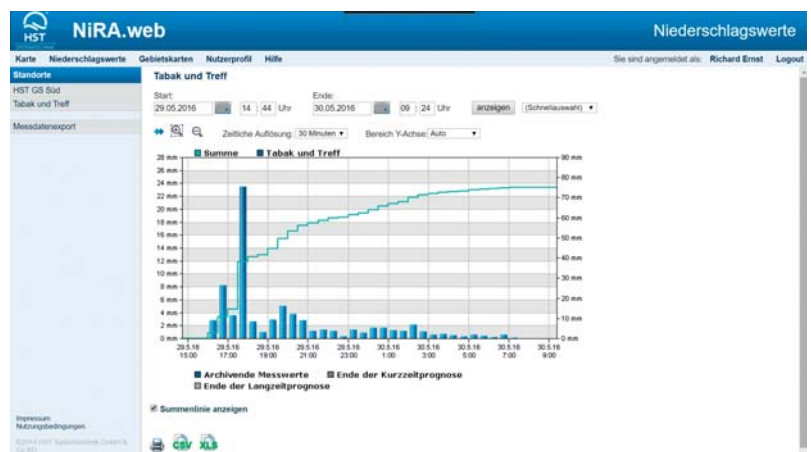 HST
NiRA.web
Niederschlagswerte
Karte Niederschlagswerte Gebietskarten Nutzerprofil Hilfe
Sie sind angemeldet als: Richard Ernst Logout
Standorte
HST GS Süd
Tabak und Treff
Messdatenexport
Tabak und Treff
Start: Ende:
29.05.2016 14 : 44 Uhr 30.05.2016 09 : 24 Uhr anzeigen (Schnellauswahl)
Zeitliche Auflösung: 30 Minuten Bereich Y-Achse: Auto
Summe Tabak und Treff
28 mm 90 mm
26 mm
24 mm 80 mm
22 mm 70 mm
20 mm
18 mm 60 mm
16 mm 50 mm
14 mm
12 mm 40 mm
10 mm 30 mm
8 mm
6 mm 20 mm
4 mm
2 mm 10 mm
0 mm 0 mm
29.5.16 29.5.16 29.5.16 29.5.16 29.5.16 30.5.16 30.5.16 30.5.16 30.5.16 30.5.16
15:00 17:00 19:00 21:00 23:00 1:00 3:00 5:00 7:00 9:00
Archivende Messwerte Ende der Kurzzeitprognose
Ende der Langzeitprognose
Summenlinie anzeigen
Impressum
Nutzungsbedingungen
CSV XLS